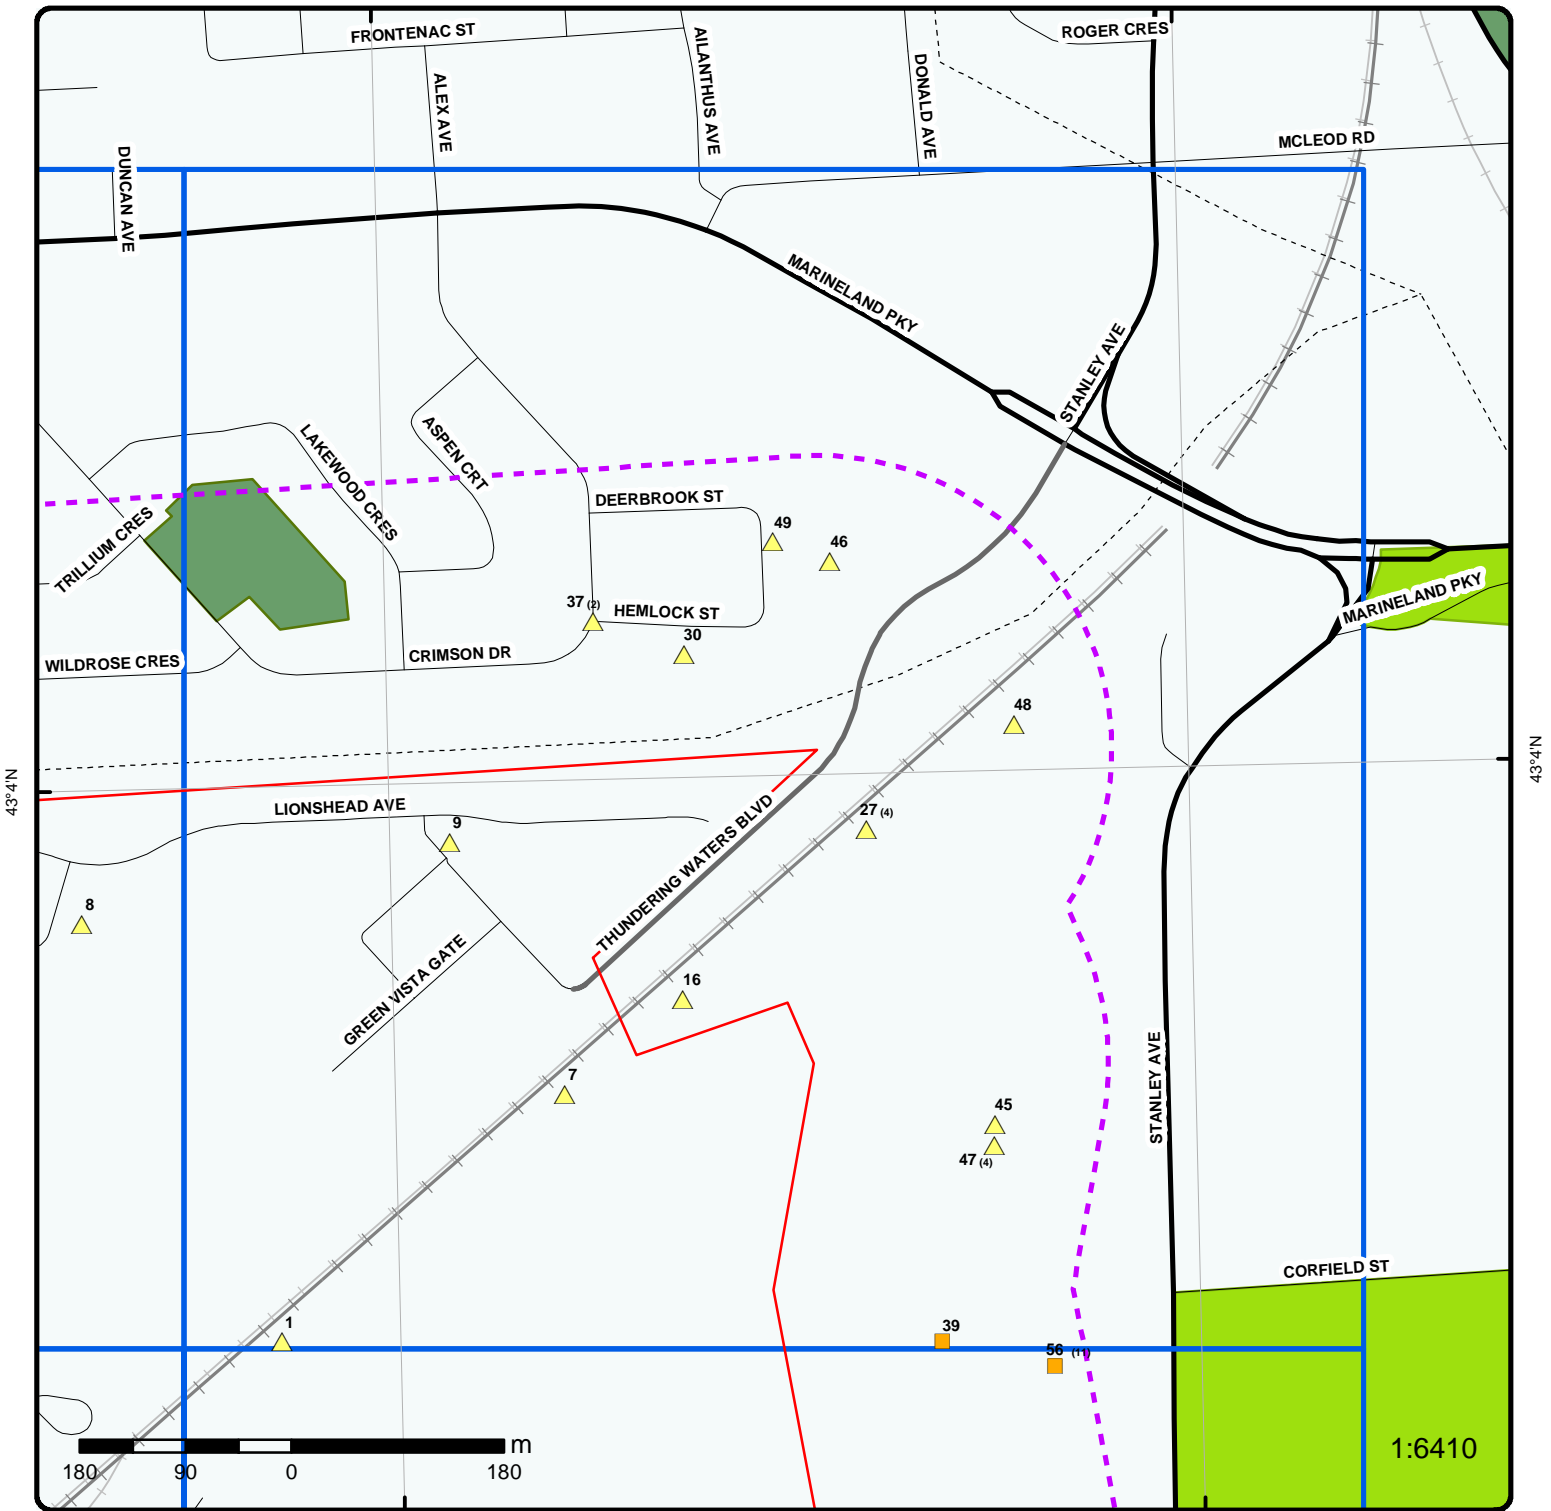 FRONTENAC ST
ROGER CRES
AILANTHUS AVE
DONALD AVE
ALEX AVE
MCLEOD RD
DUNCAN AVE
MARINELAND PKY
STANLEY AVE
LAKEWOOD CRES
ASPEN CRT
DEERBROOK ST
TRILLIUM CRES
49
46
37 (2)
HEMLOCK ST
30
MARINELAND PKY
WILDROSE CRES
CRIMSON DR
48
43°4'N
43°4'N
LIONSHEAD AVE
9
27 (4)
THUNDERING WATERS BLVD
8
GREEN VISTA GATE
16
7
STANLEY AVE
45
47 (4)
CORFIELD ST
1
39
56 (11)
m
1:6410
180 90 0 180